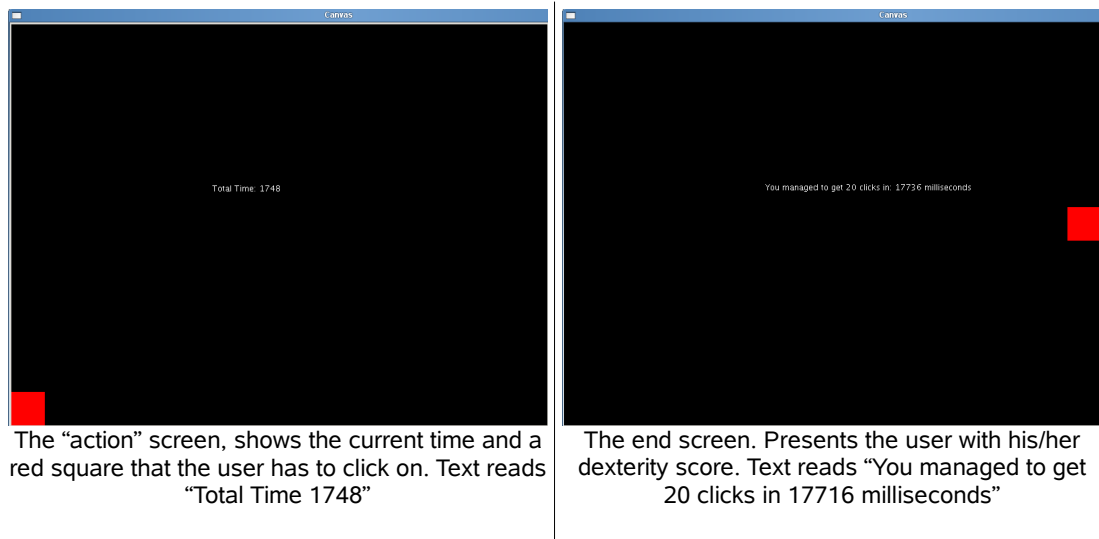 Canvas
Total Time: 1748
The “action” screen, shows the current time and a
red square that the user has to click on. Text reads
“Total Time 1748”
Canvas
You managed to get 20 clicks in: 17736 milliseconds
The end screen. Presents the user with his/her
dexterity score. Text reads “You managed to get
20 clicks in 17716 milliseconds”